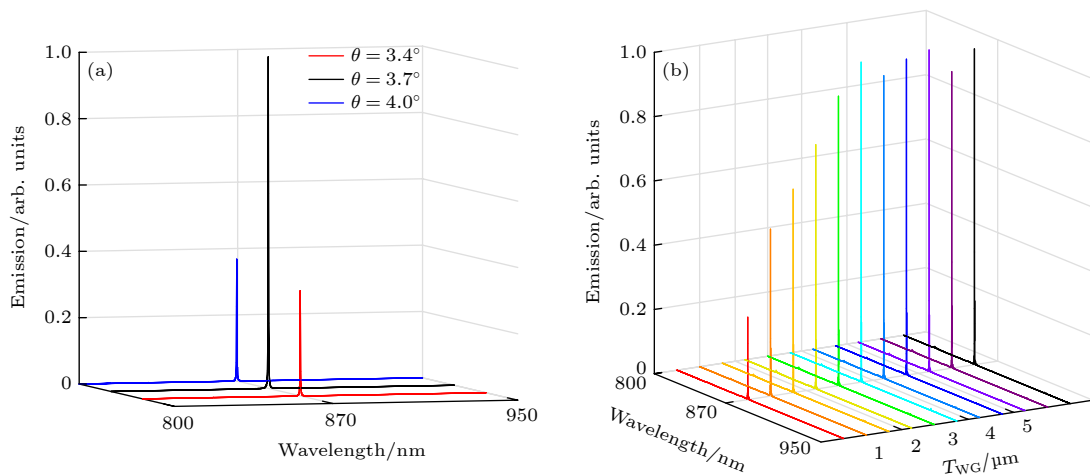 (a)
θ = 3.4°
θ = 3.7°
θ = 4.0°
1.0
0.8
0.6
0.4
0.2
0
Emission/arb. units
800
870
950
Wavelength/nm
(b)
1.0
0.8
0.6
0.4
0.2
0
Emission/arb. units
800
870
950
Wavelength/nm
1
2
3
4
5
T_WG/µm